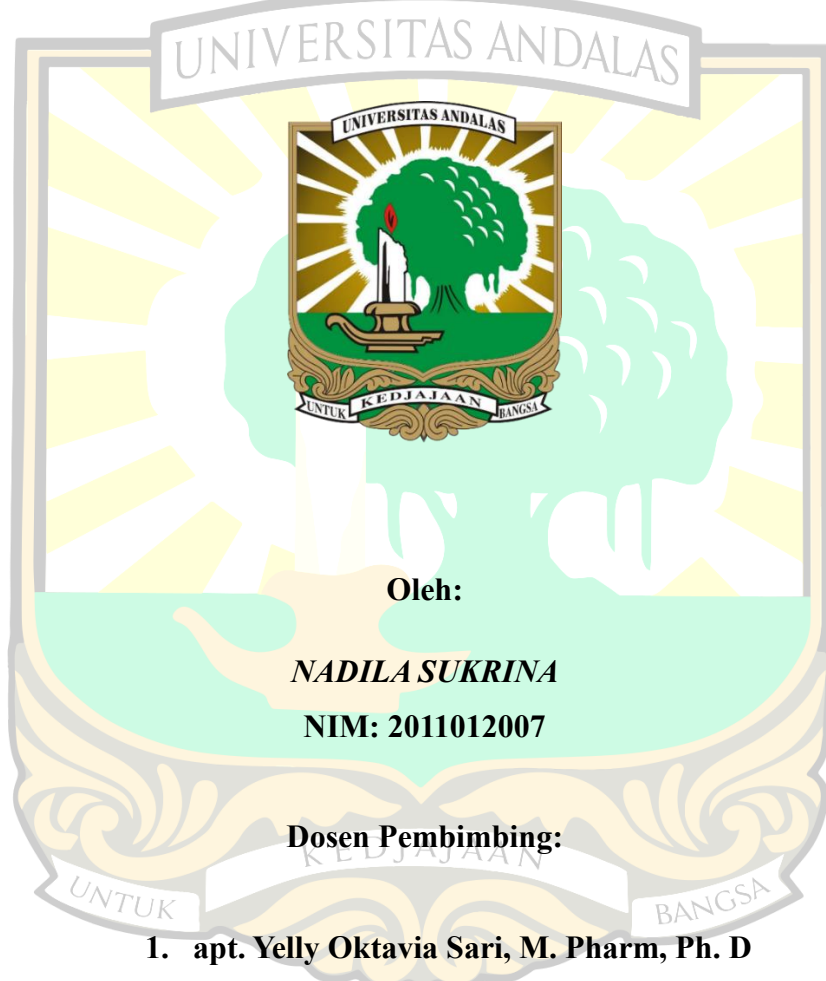 UNIVERSITAS ANDALAS
UNIVERSITAS ANDALAS
UNTUK KEDJAJAAN BANGSA
Oleh:
NADILA SUKRINA
NIM: 2011012007
Dosen Pembimbing:
UNTUK KEDJAJAAN BANGSA
1. apt. Yelly Oktavia Sari, M. Pharm, Ph. D